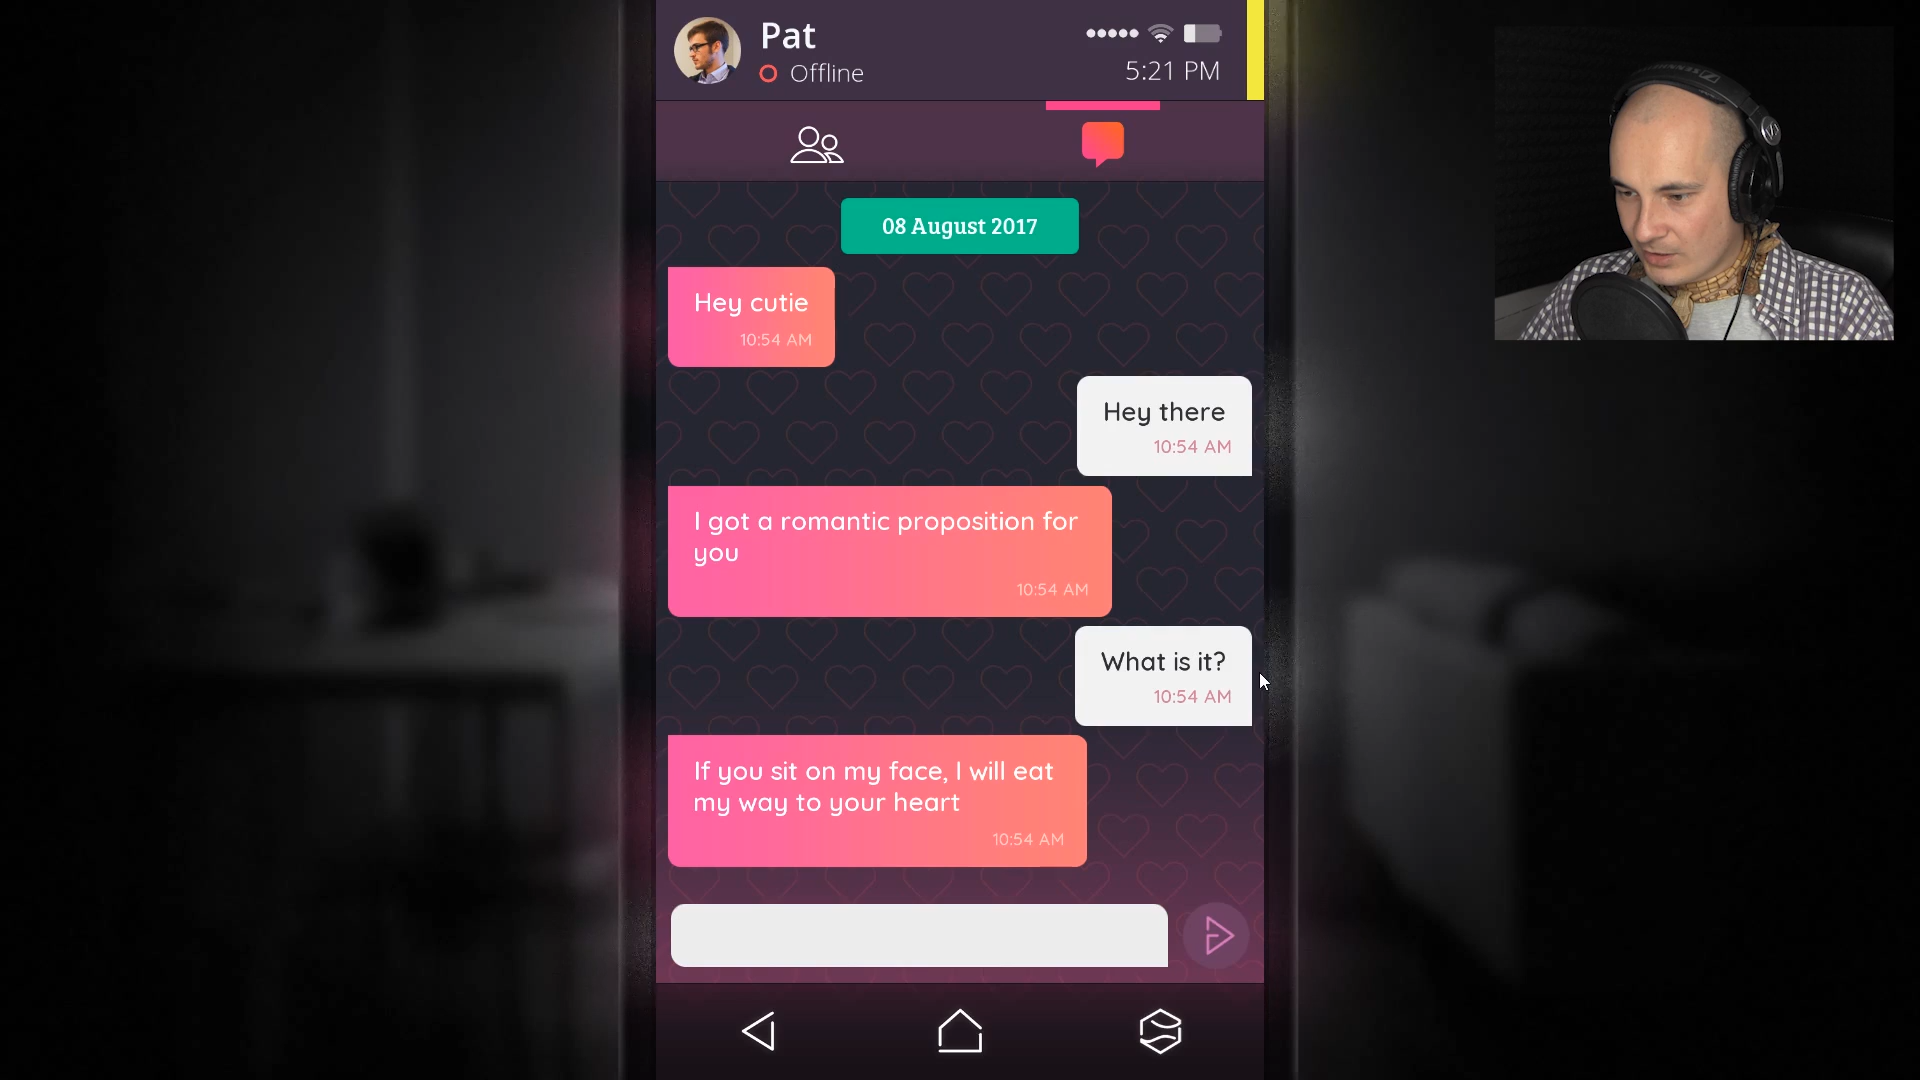 Pat
Offline
5:21 PM
08 August 2017
Hey cutie
10:54 AM
Hey there
10:54 AM
I got a romantic proposition for
you
10:54 AM
What is it?
10:54 AM
If you sit on my face, I will eat
my way to your heart
10:54 AM